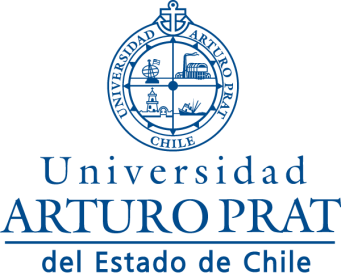 UNIVERSIDAD ARTURO PRAT
CHILE
Universidad
ARTURO PRAT
del Estado de Chile